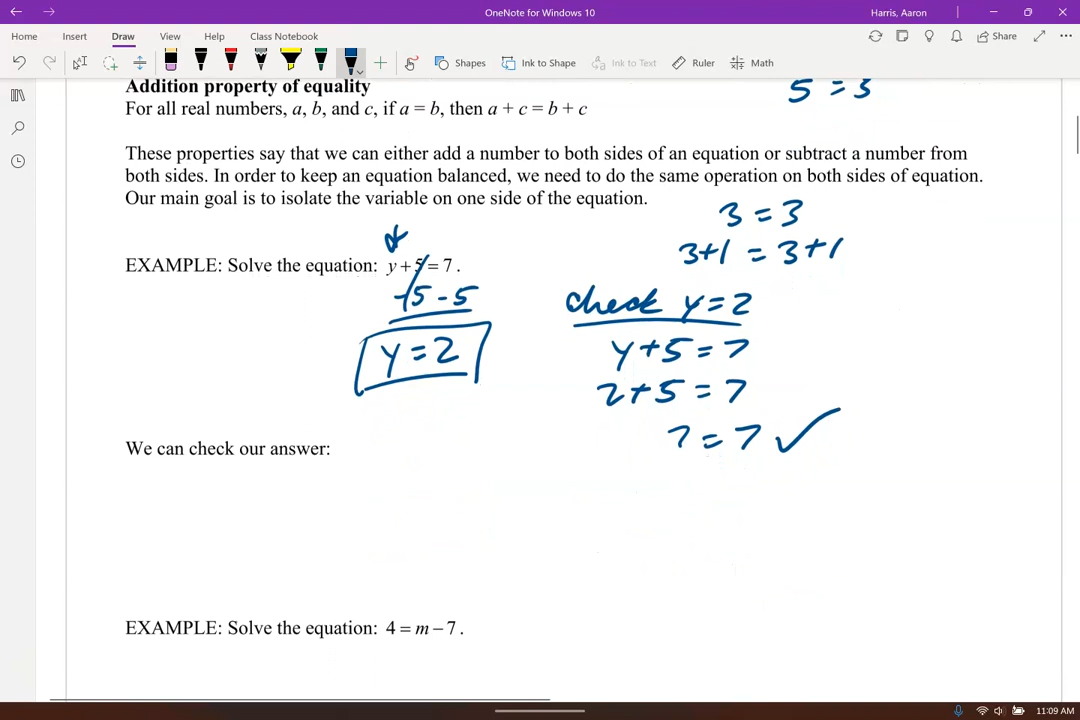 OneNote for Windows 10
Harris, Aaron
Home Insert Draw View Help Class Notebook
Share
Shapes Ink to Shape Ink to Text Ruler Math
Addition property of equality
5 = 3
For all real numbers, a, b, and c, if a = b, then a + c = b + c
These properties say that we can either add a number to both sides of an equation or subtract a number from
both sides. In order to keep an equation balanced, we need to do the same operation on both sides of equation.
Our main goal is to isolate the variable on one side of the equation.
3 = 3
3+1 = 3+1
EXAMPLE: Solve the equation: y + 5 = 7 .
-5 -5
y = 2
check y=2
y+5 = 7
2+5 = 7
7 = 7 ✓
We can check our answer:
EXAMPLE: Solve the equation: 4 = m − 7 .
11:09 AM